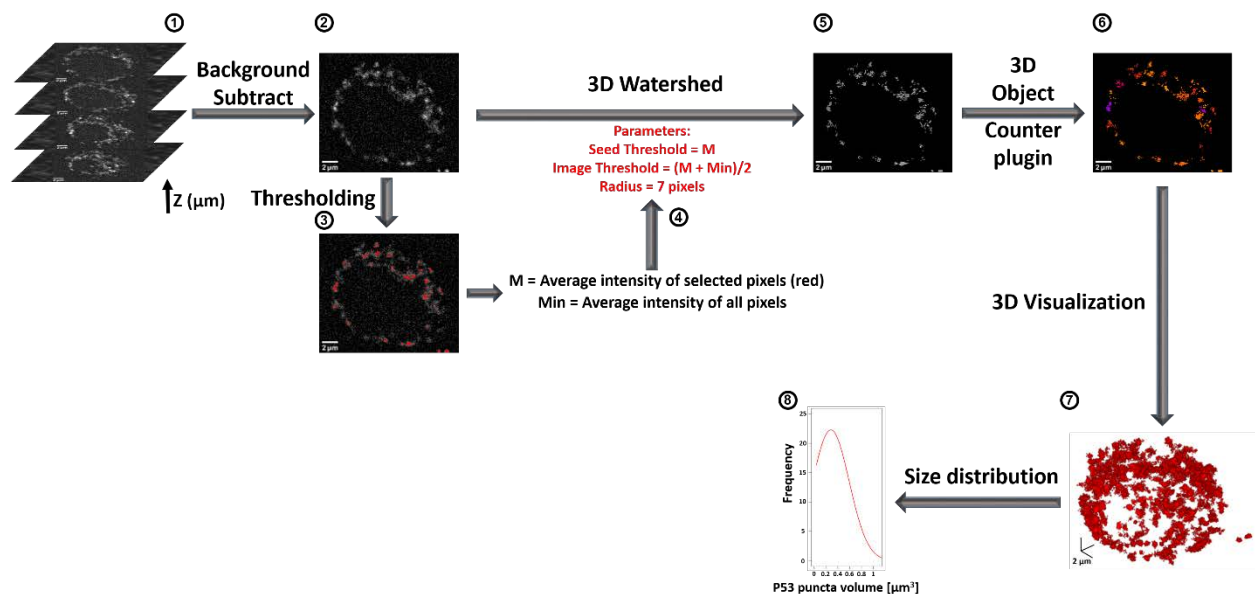 ①
Z (µm)
Background
Subtract
②
2 µm
Thresholding
③
2 µm
M = Average intensity of selected pixels (red)
Min = Average intensity of all pixels
④
3D Watershed
Parameters:
Seed Threshold = M
Image Threshold = (M + Min)/2
Radius = 7 pixels
⑤
2 µm
3D
Object
Counter
plugin
⑥
2 µm
3D Visualization
⑦
2 µm
Size distribution
⑧
Frequency
25
20
15
10
5
0
0 0.2 0.4 0.6 0.8 1
P53 puncta volume [µm³]